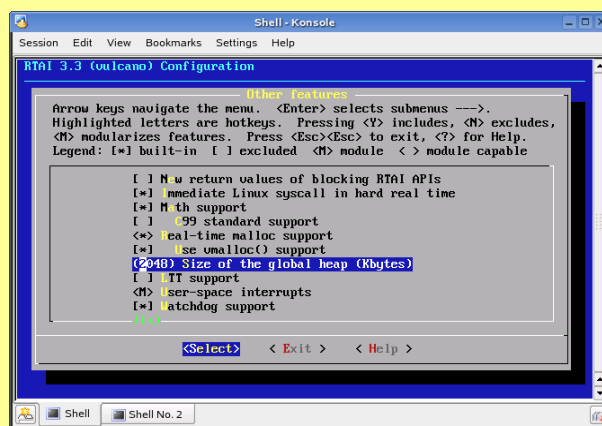 Shell - Konsole
Session Edit View Bookmarks Settings Help
RTAI 3.3 (vulcano) Configuration
Other features
Arrow keys navigate the menu. <Enter> selects submenus --->.
Highlighted letters are hotkeys. Pressing <Y> includes, <N> excludes,
<M> modularizes features. Press <Esc><Esc> to exit, <?> for Help.
Legend: [*] built-in [ ] excluded <M> module < > module capable
[ ] New return values of blocking RTAI APIs
[*] Immediate Linux syscall in hard real time
[*] Math support
[ ] C99 standard support
<*> Real-time malloc support
[*] Use vmalloc() support
(2048) Size of the global heap (Kbytes)
[ ] LTT support
<M> User-space interrupts
[*] Watchdog support
<Select> < Exit > < Help >
Shell Shell No. 2